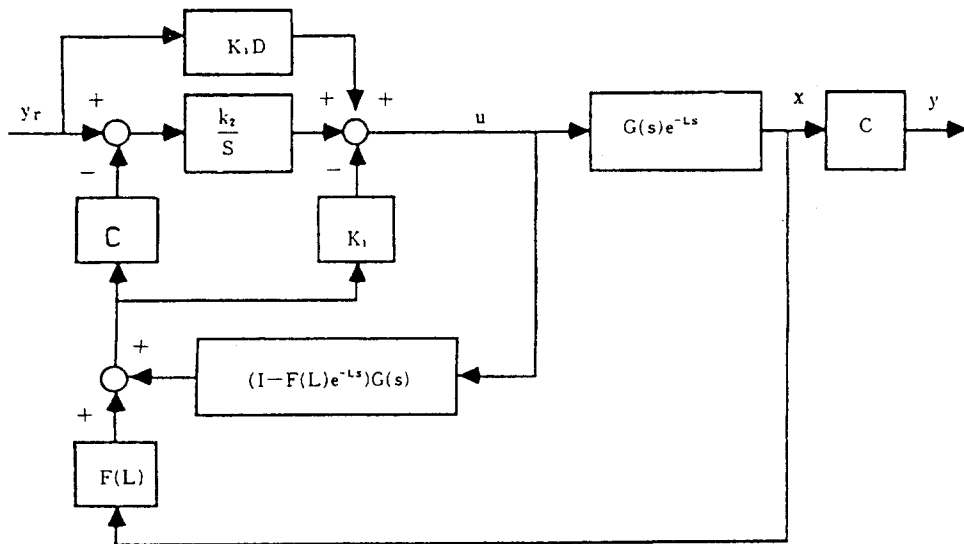 K₁D
+
yr
+
k₂
S
+
+
u
G(s)e⁻ᴸˢ
x
C
y
−
−
C
K₁
+
(I−F(L)e⁻ᴸˢ)G(s)
+
F(L)